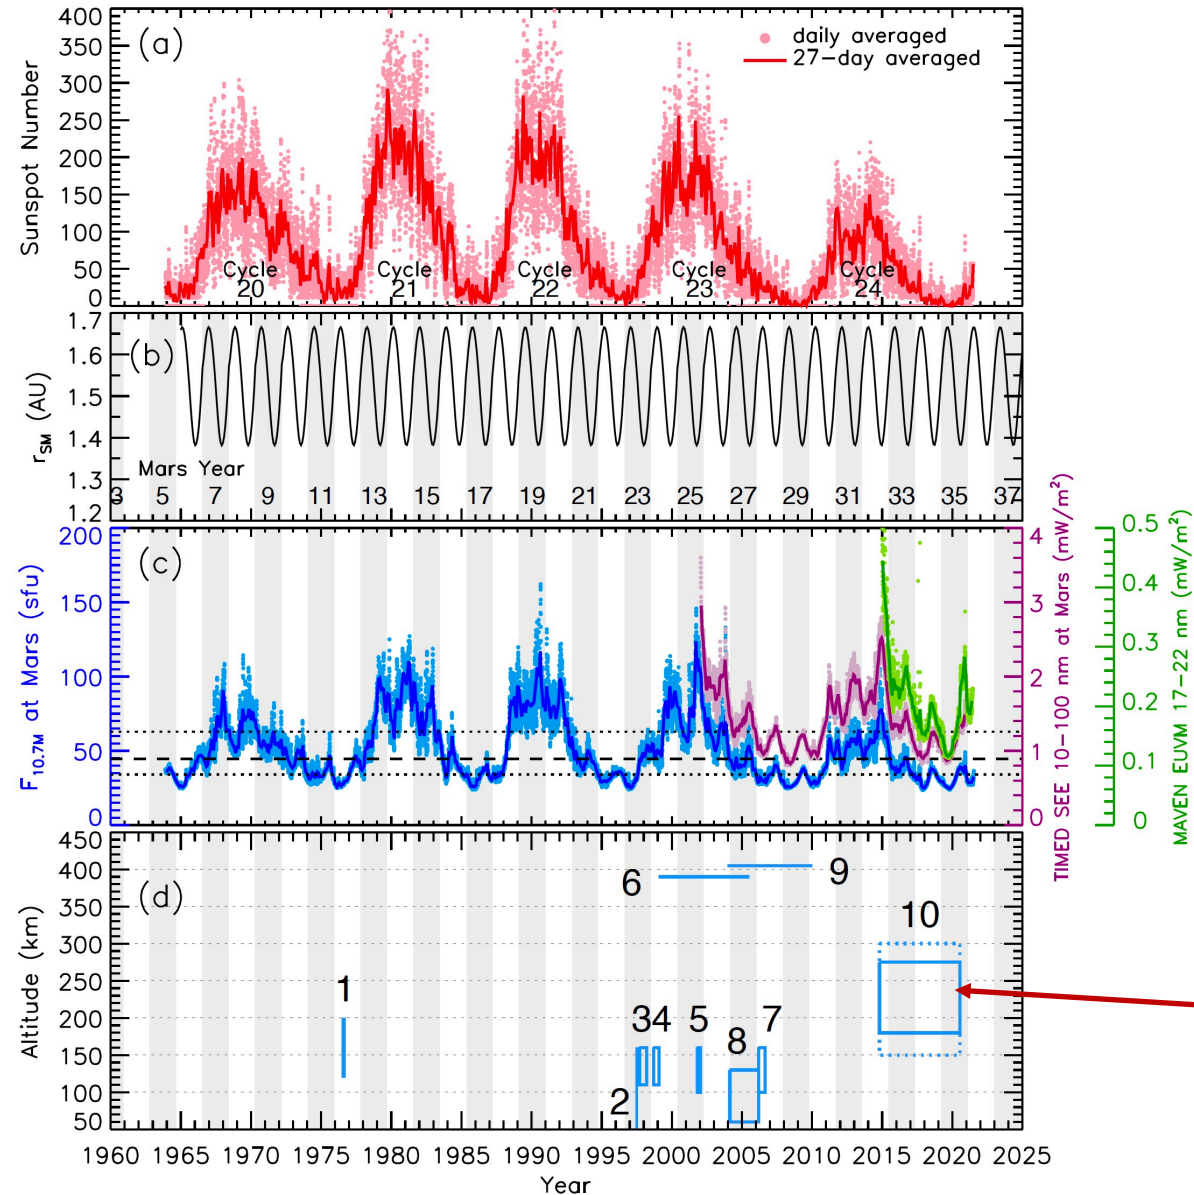 400
350
300
250
200
150
100
50
0
Sunspot Number
(a)
daily averaged
27-day averaged
Cycle 20
Cycle 21
Cycle 22
Cycle 23
Cycle 24
1.7
1.6
1.5
1.4
1.3
1.2
rSM (AU)
(b)
Mars Year
3 5 7 9 11 13 15 17 19 21 23 25 27 29 31 33 35 37
200
150
100
50
0
F10.7M at Mars (sfu)
(c)
4
3
2
1
0
TIMED SEE 10-100 nm at Mars (mW/m²)
0.5
0.4
0.3
0.2
0.1
0
MAVEN EUVM 17-22 nm (mW/m²)
450
400
350
300
250
200
150
100
50
Altitude (km)
(d)
6
9
10
1
3 4 5 7
8
2
1960 1965 1970 1975 1980 1985 1990 1995 2000 2005 2010 2015 2020 2025
Year